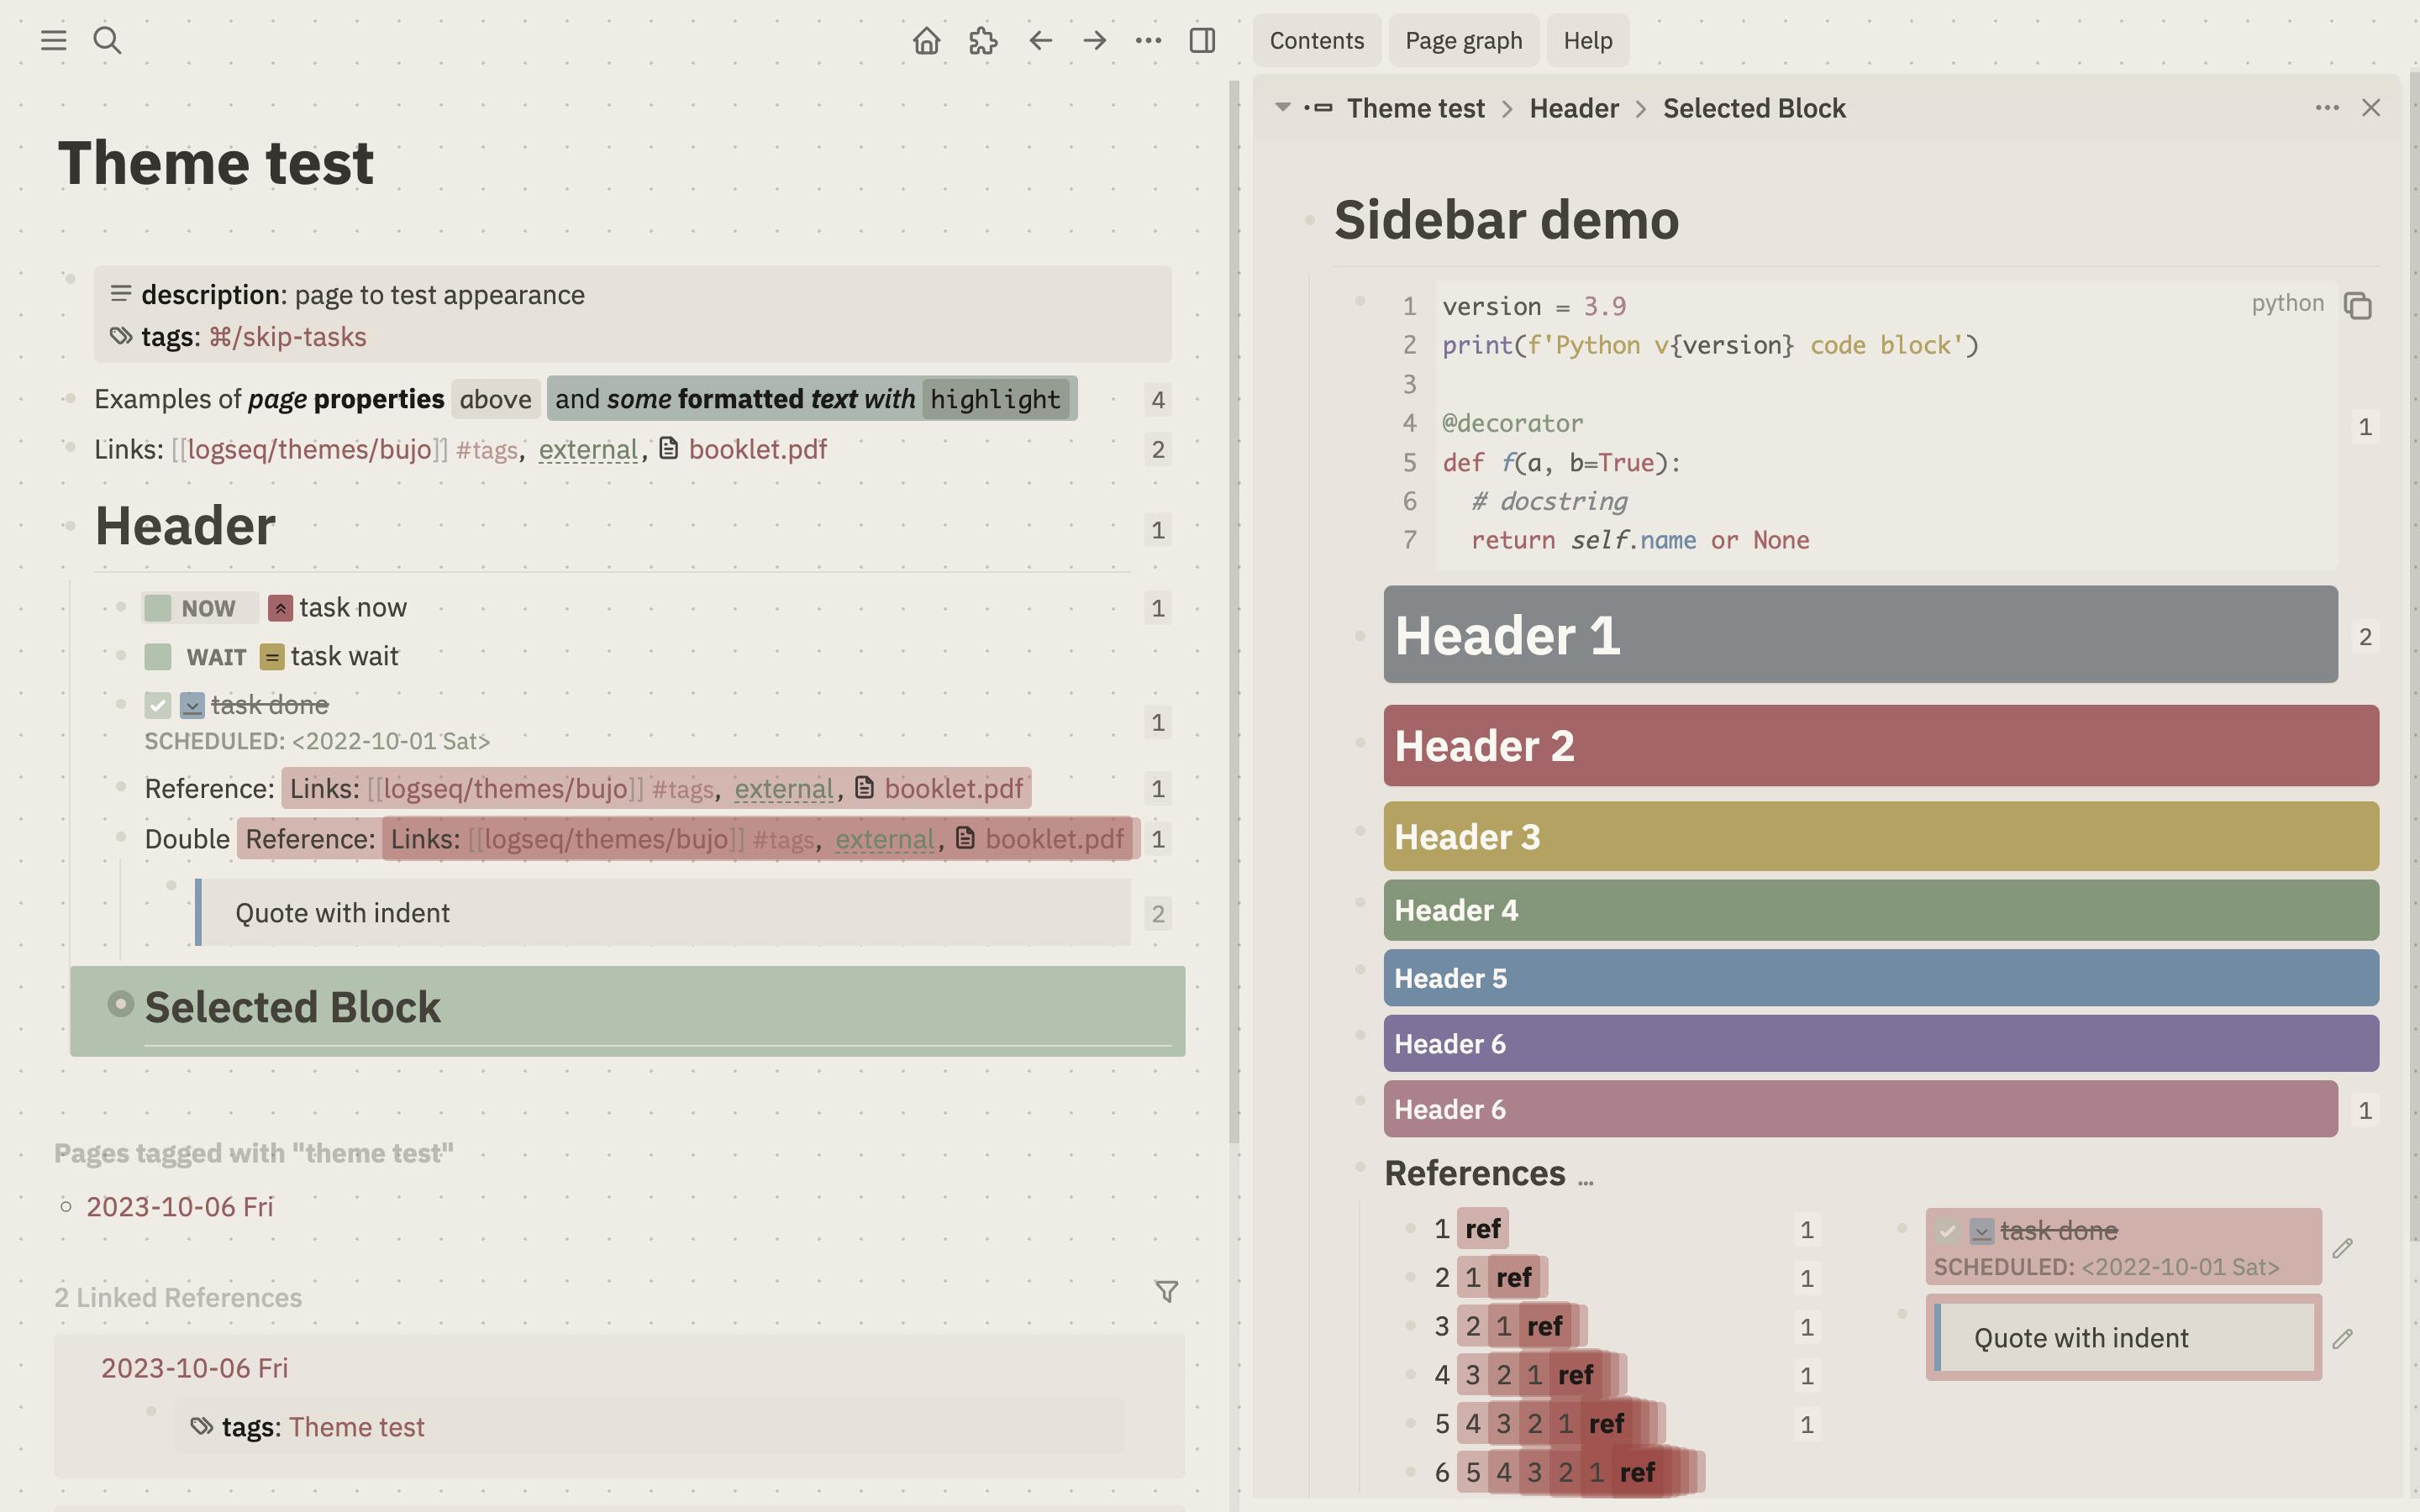 Theme test
description: page to test appearance
tags: ⌘/skip-tasks
Examples of page properties above and some formatted text with highlight 4
Links: [[logseq/themes/bujo]] #tags, external, booklet.pdf 2
Header 1
NOW task now 1
WAIT = task wait
task done
SCHEDULED: <2022-10-01 Sat> 1
Reference: Links: [[logseq/themes/bujo]] #tags, external, booklet.pdf 1
Double Reference: Links: [[logseq/themes/bujo]] #tags, external, booklet.pdf 1
Quote with indent 2
Selected Block
Pages tagged with "theme test"
2023-10-06 Fri
2 Linked References
2023-10-06 Fri
tags: Theme test
Contents Page graph Help
Theme test > Header > Selected Block
Sidebar demo
python
1 version = 3.9
2 print(f'Python v{version} code block')
3
4 @decorator
1
5 def f(a, b=True):
6 # docstring
7 return self.name or None
Header 1 2
Header 2
Header 3
Header 4
Header 5
Header 6
Header 6 1
References ...
1 ref 1
2 1 ref 1
3 2 1 ref 1
4 3 2 1 ref 1
5 4 3 2 1 ref 1
6 5 4 3 2 1 ref
task done
SCHEDULED: <2022-10-01 Sat>
Quote with indent